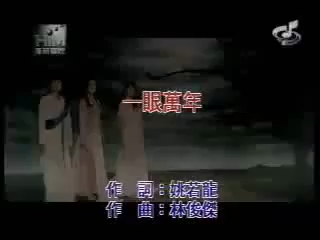 一眼萬年
作 詞:姚若龍
作 曲:林俊傑